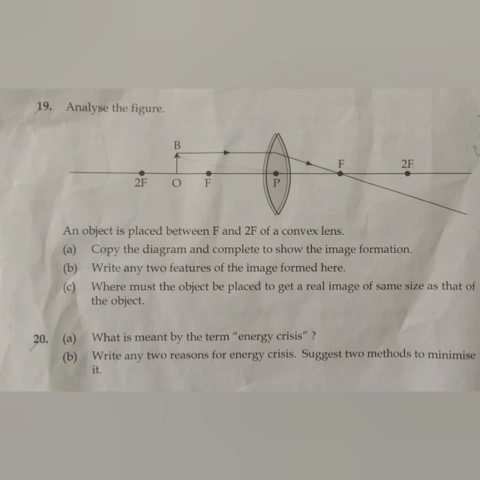 19. Analyse the figure.
B
F 2F
2F O F P
An object is placed between F and 2F of a convex lens.
(a) Copy the diagram and complete to show the image formation.
(b) Write any two features of the image formed here.
(c) Where must the object be placed to get a real image of same size as that of
the object.
20. (a) What is meant by the term "energy crisis" ?
(b) Write any two reasons for energy crisis. Suggest two methods to minimise
it.